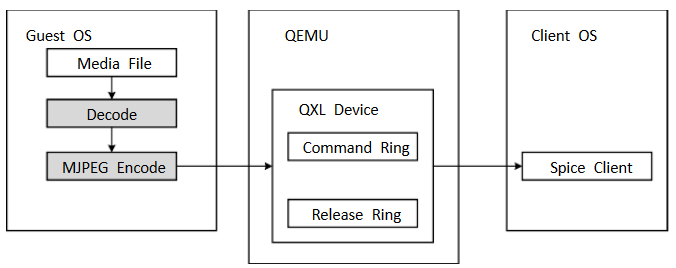 Guest OS
Media File
Decode
MJPEG Encode
QEMU
QXL Device
Command Ring
Release Ring
Client OS
Spice Client